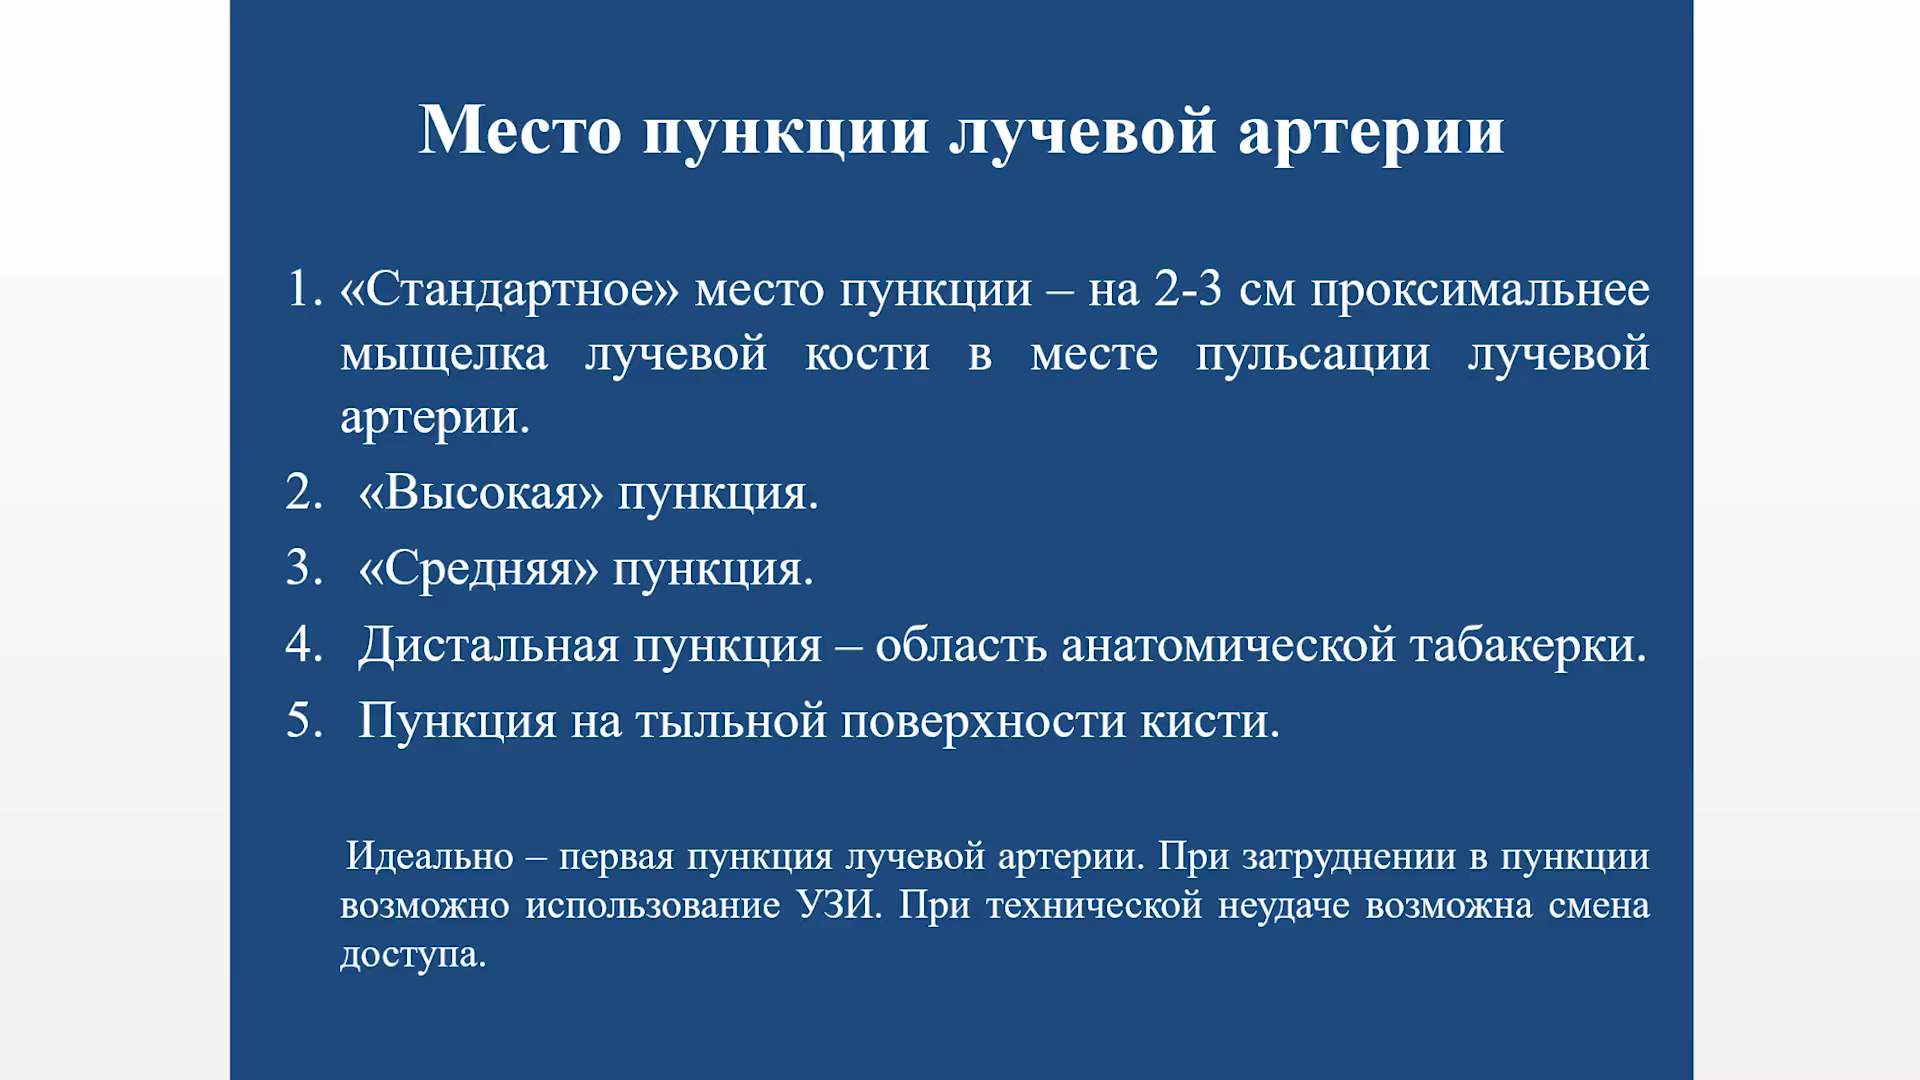 Место пункции лучевой артерии
1. «Стандартное» место пункции – на 2-3 см проксимальнее
мыщелка лучевой кости в месте пульсации лучевой
артерии.
2. «Высокая» пункция.
3. «Средняя» пункция.
4. Дистальная пункция – область анатомической табакерки.
5. Пункция на тыльной поверхности кисти.
Идеально – первая пункция лучевой артерии. При затруднении в пункции
возможно использование УЗИ. При технической неудаче возможна смена
доступа.